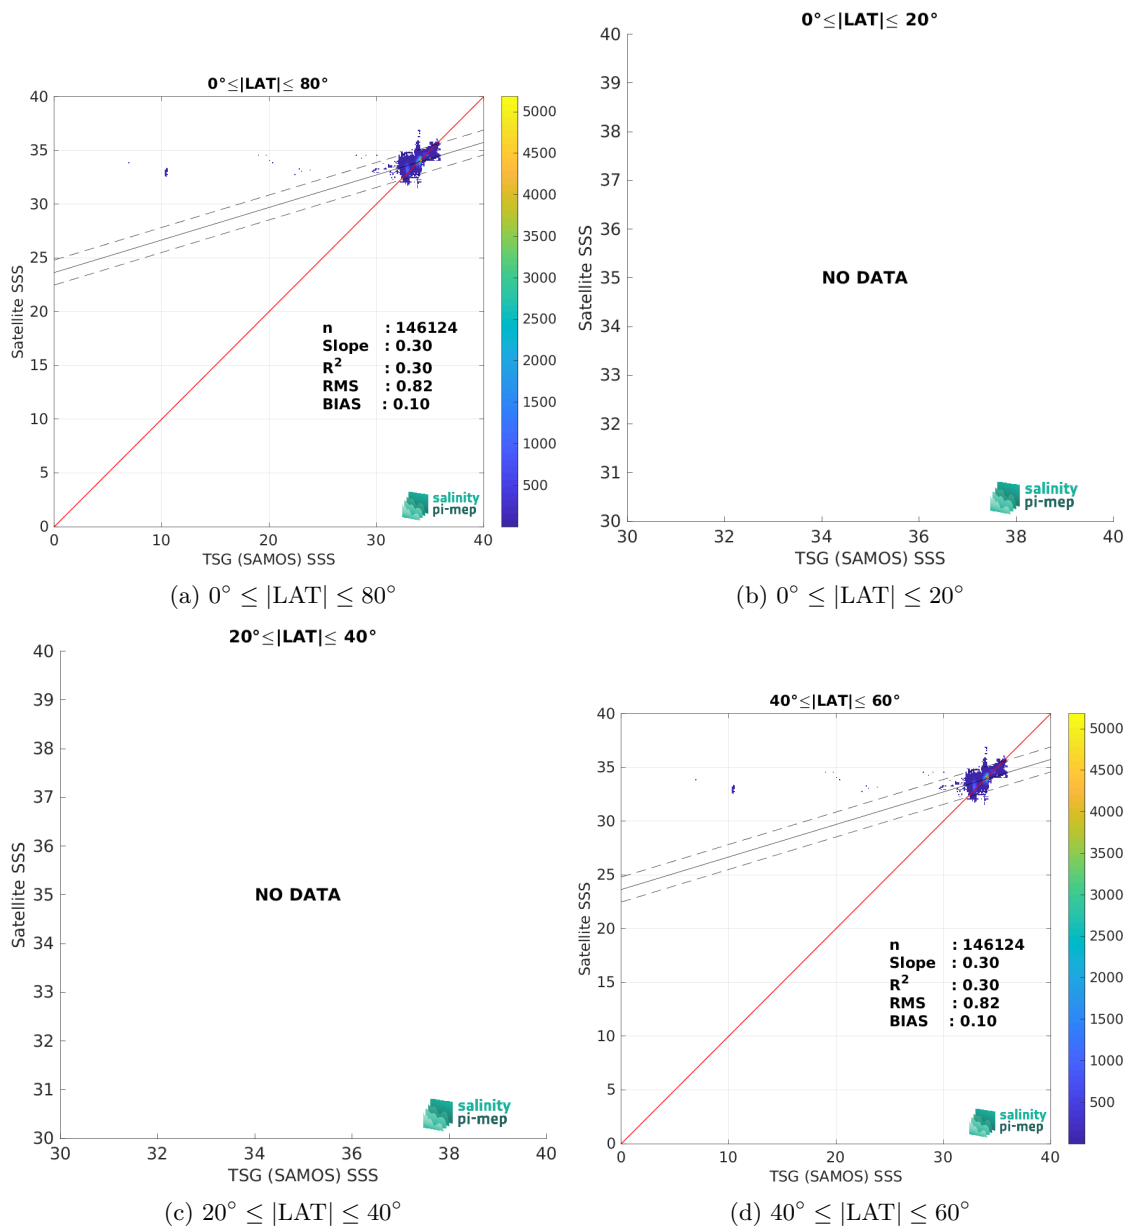 0°≤|LAT|≤ 80°
Satellite SSS
40
35
30
25
20
15
10
5
0
0 10 20 30 40
TSG (SAMOS) SSS
n : 146124
Slope : 0.30
R² : 0.30
RMS : 0.82
BIAS : 0.10
salinity
pi-mep
5000
4500
4000
3500
3000
2500
2000
1500
1000
500
(a) 0° ≤ |LAT| ≤ 80°
0°≤|LAT|≤ 20°
Satellite SSS
40
39
38
37
36
35
34
33
32
31
30
NO DATA
30 32 34 36 38 40
TSG (SAMOS) SSS
salinity
pi-mep
(b) 0° ≤ |LAT| ≤ 20°
20°≤|LAT|≤ 40°
Satellite SSS
40
39
38
37
36
35
34
33
32
31
30
NO DATA
30 32 34 36 38 40
TSG (SAMOS) SSS
salinity
pi-mep
(c) 20° ≤ |LAT| ≤ 40°
40°≤|LAT|≤ 60°
Satellite SSS
40
35
30
25
20
15
10
5
0
0 10 20 30 40
TSG (SAMOS) SSS
n : 146124
Slope : 0.30
R² : 0.30
RMS : 0.82
BIAS : 0.10
salinity
pi-mep
5000
4500
4000
3500
3000
2500
2000
1500
1000
500
(d) 40° ≤ |LAT| ≤ 60°